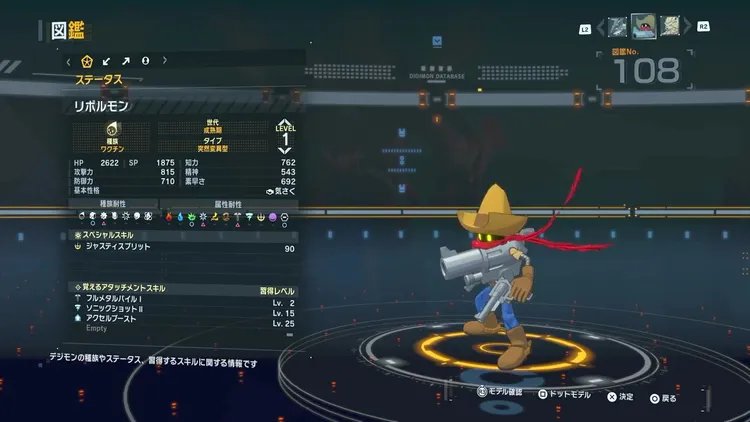 図鑑
L2
R2
ステータス
DIGIMON DATABASE
図鑑No.
108
リボルモン
種族
ワクチン
世代
成熟期
タイプ
突然変異型
LEVEL
1
HP 2622 SP 1875 知力 762
攻撃力 815 精神 543
防御力 710 素早さ 692
基本性格 気さく
種族耐性 属性耐性
スペシャルスキル
ジャスティスプリット 90
覚えるアタッチメントスキル 習得レベル
フルメタルパイルⅠ Lv. 2
ソニックショットⅡ Lv. 15
アクセルブースト Lv. 25
Empty
デジモンの種族やステータス、習得するスキルに関する情報です
R3 モデル確認 ドットモデル 決定 戻る